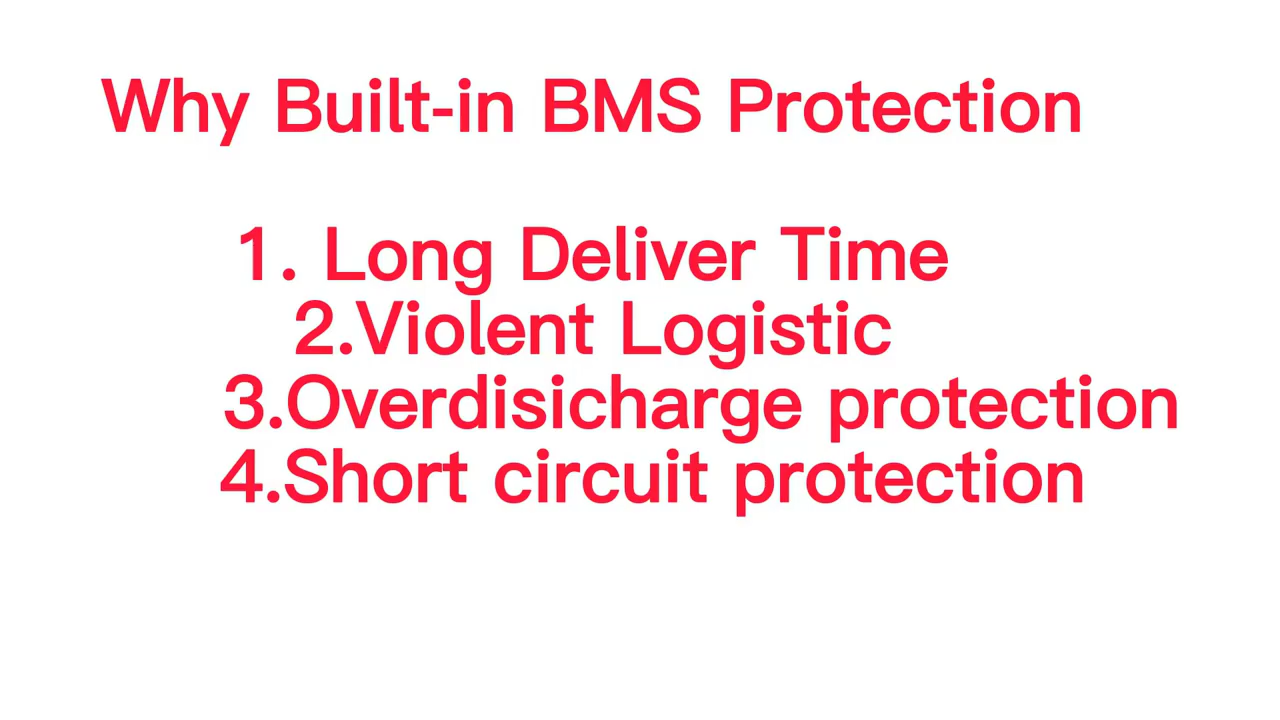 Why Built-in BMS Protection
1. Long Deliver Time
2.Violent Logistic
3.Overdisicharge protection
4.Short circuit protection